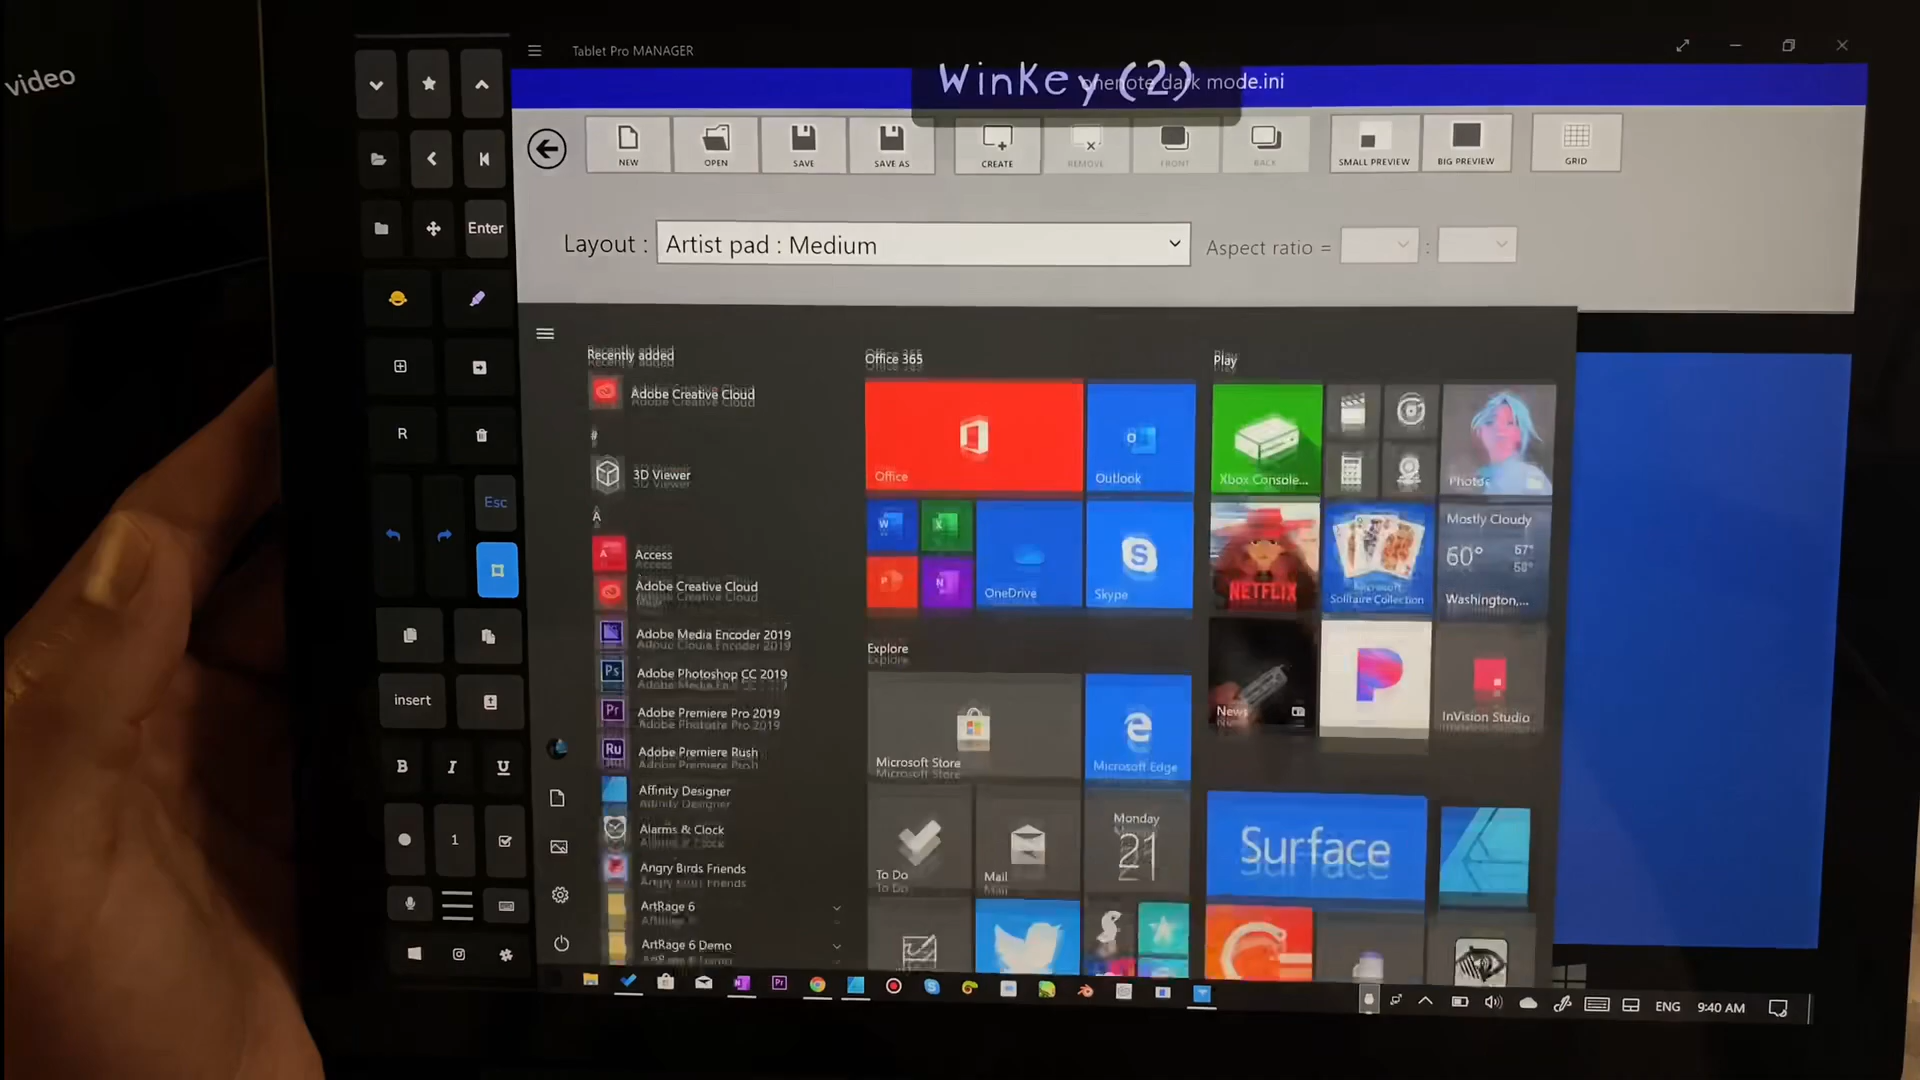 video
Tablet Pro MANAGER
WinKey (2)
onenote dark mode.ini
NEW
OPEN
SAVE
SAVE AS
CREATE
REMOVE
FRONT
BACK
SMALL PREVIEW
BIG PREVIEW
GRID
Layout :
Artist pad : Medium
Aspect ratio =
:
Enter
R
Esc
insert
B
I
U
1
Recently added
Adobe Creative Cloud
#
3D Viewer
A
Access
Adobe Creative Cloud
Adobe Media Encoder 2019
Adobe Photoshop CC 2019
Adobe Premiere Pro 2019
Adobe Premiere Rush
Affinity Designer
Alarms & Clock
Angry Birds Friends
ArtRage 6
ArtRage 6 Demo
Office 365
Office
Outlook
OneDrive
Skype
Explore
Microsoft Store
Microsoft Edge
To Do
Mail
Monday
21
Play
Xbox Console...
Photos
NETFLIX
Microsoft
Solitaire Collection
Mostly Cloudy
60°
67°
58°
Washington,...
News
InVision Studio
Surface
ENG
9:40 AM